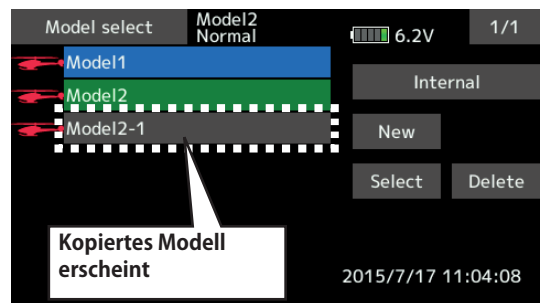 Model select
Model2
Normal
6.2V
1/1
Model1
Internal
Model2
Model2-1
New
Select
Delete
Kopiertes Modell
erscheint
2015/7/17 11:04:08